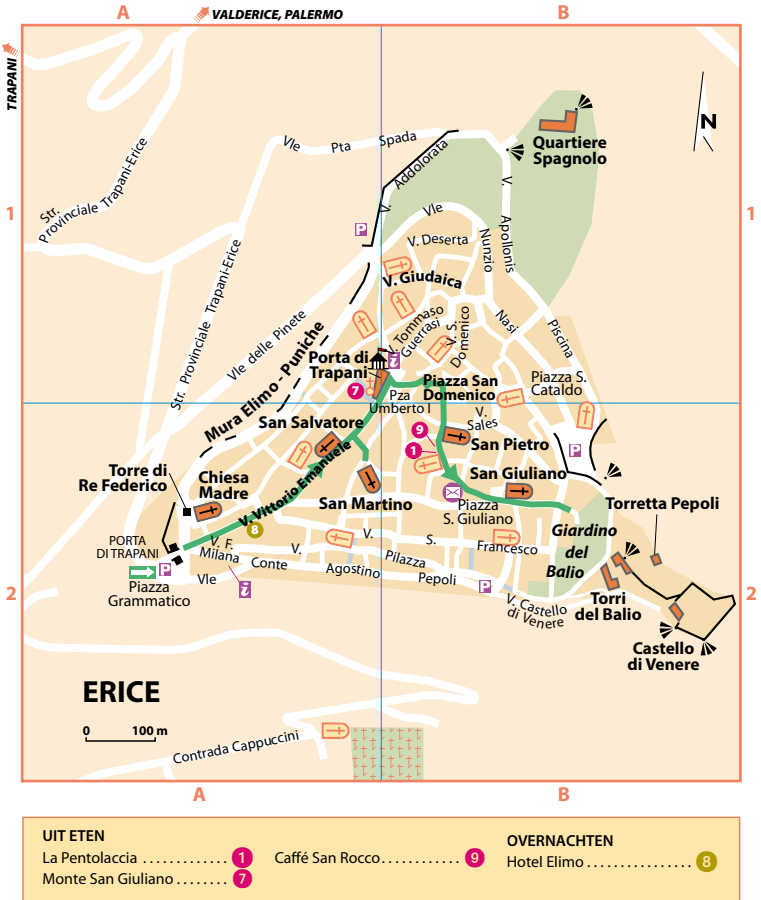 A
VALDERICE, PALERMO
B
TRAPANI
N
Quartiere
Spagnolo
Vle Pta Spada
V. Addolorata
Str.
Provinciale Trapani-Erice
1
1
P
Vle
Nunzio
Nasi
V. Apollonis
V. Deserta
V. Giudaica
Str. Provinciale Trapani-Erice
Vle delle Pinete
Mura Elimo - Puniche
V. Tommaso
Guerrasi
V. S.
Domenico
Piscina
Porta di
Trapani
i
7
Pza
Umberto I
Piazza San
Domenico
Piazza S.
Cataldo
San Salvatore
V.
Sales
9
1
San Pietro
P
Torre di
Re Federico
Chiesa
Madre
V. Vittorio Emanuele
San Martino
San Giuliano
Piazza
S. Giuliano
Torretta Pepoli
8
PORTA
DI TRAPANI
P
V. F.
Milana
V. S. Francesco
Giardino
del
Balio
Vle Conte Agostino Pepoli
V. Pilazza
Piazza
Grammatico
i
P
2
2
V. Castello
di Venere
Torri
del Balio
Castello
di Venere
ERICE
0 100 m
Contrada Cappuccini
A
B
UIT ETEN
La Pentolaccia ............ 1
Monte San Giuliano ........ 7
Caffé San Rocco............ 9
OVERNACHTEN
Hotel Elimo ................ 8